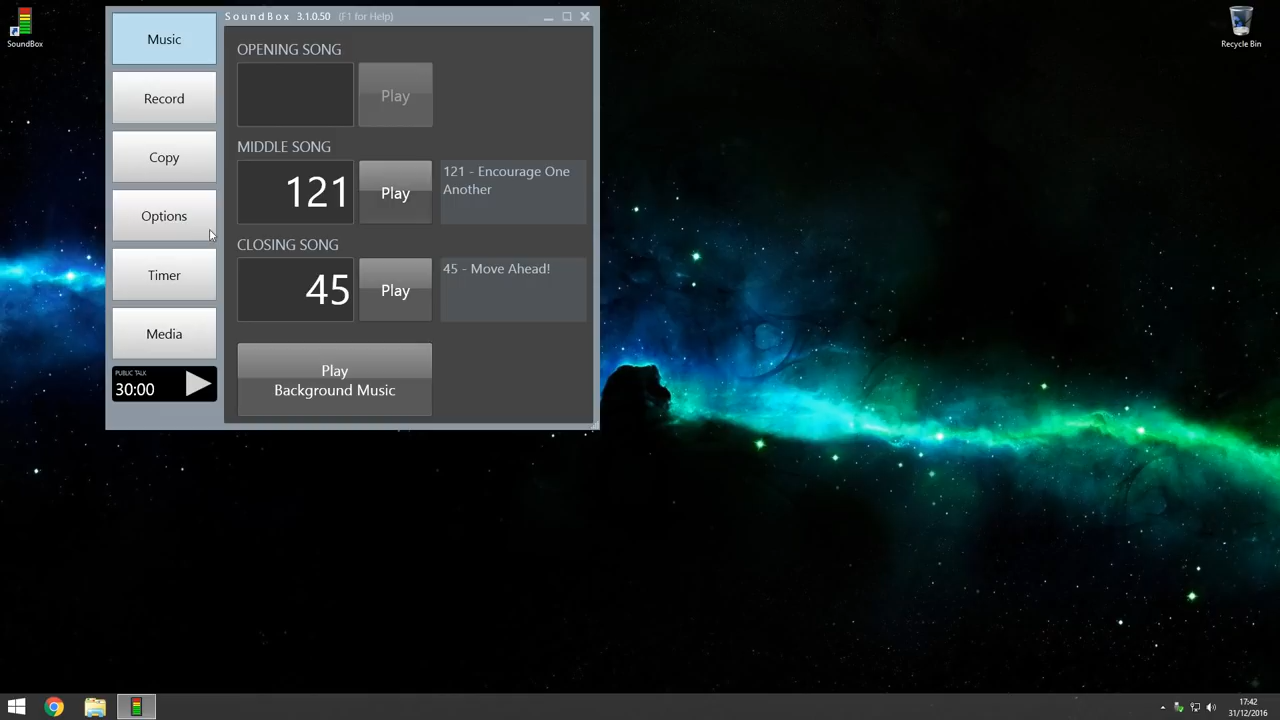 SoundBox
Recycle Bin
SoundBox 3.1.0.50 (F1 for Help)
Music
Record
Copy
Options
Timer
Media
PUBLIC TALK
30:00
OPENING SONG
Play
MIDDLE SONG
121
Play
121 - Encourage One
Another
CLOSING SONG
45
Play
45 - Move Ahead!
Play
Background Music
17:42
31/12/2016